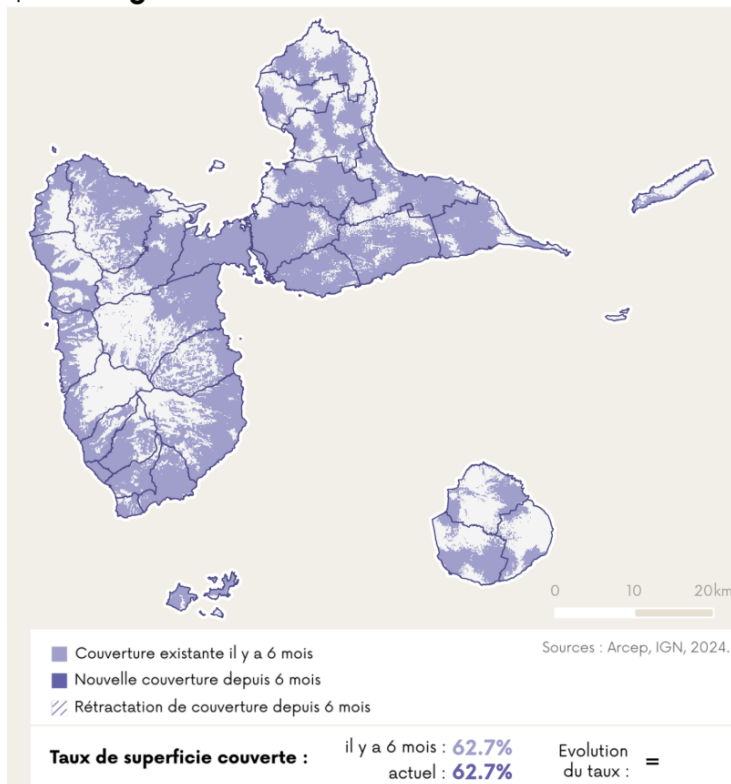 0 10 20km
Sources : Arcep, IGN, 2024.
Couverture existante il y a 6 mois
Nouvelle couverture depuis 6 mois
Rétractation de couverture depuis 6 mois
Taux de superficie couverte : il y a 6 mois : 62.7% Evolution du taux : =
actuel : 62.7%